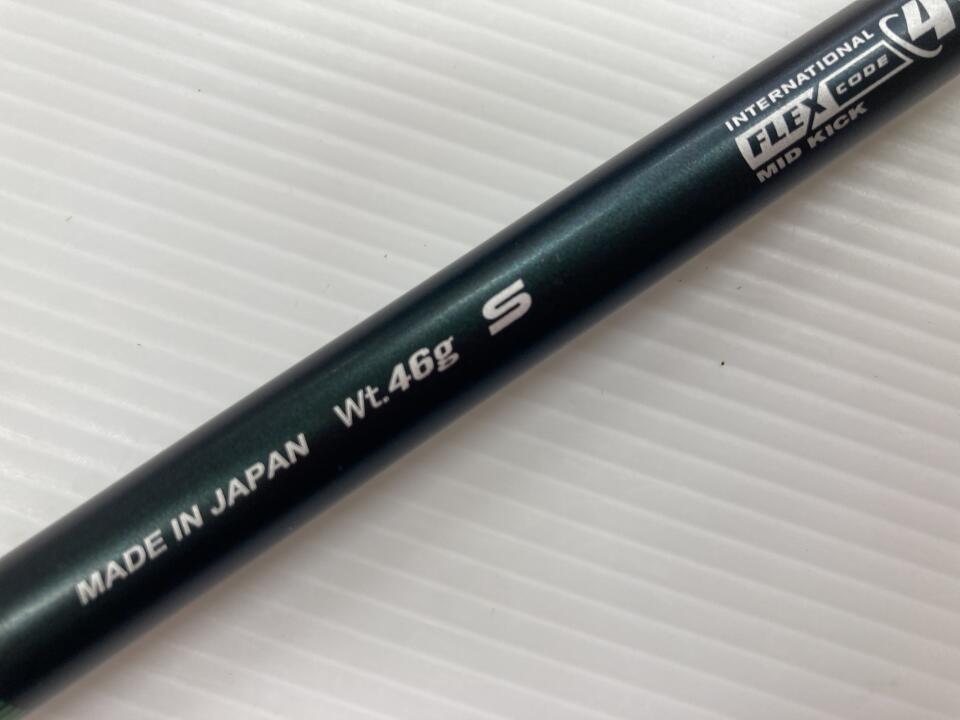 INTERNATIONAL
FLEX CODE 4
MID KICK
S
Wt.46g
MADE IN JAPAN